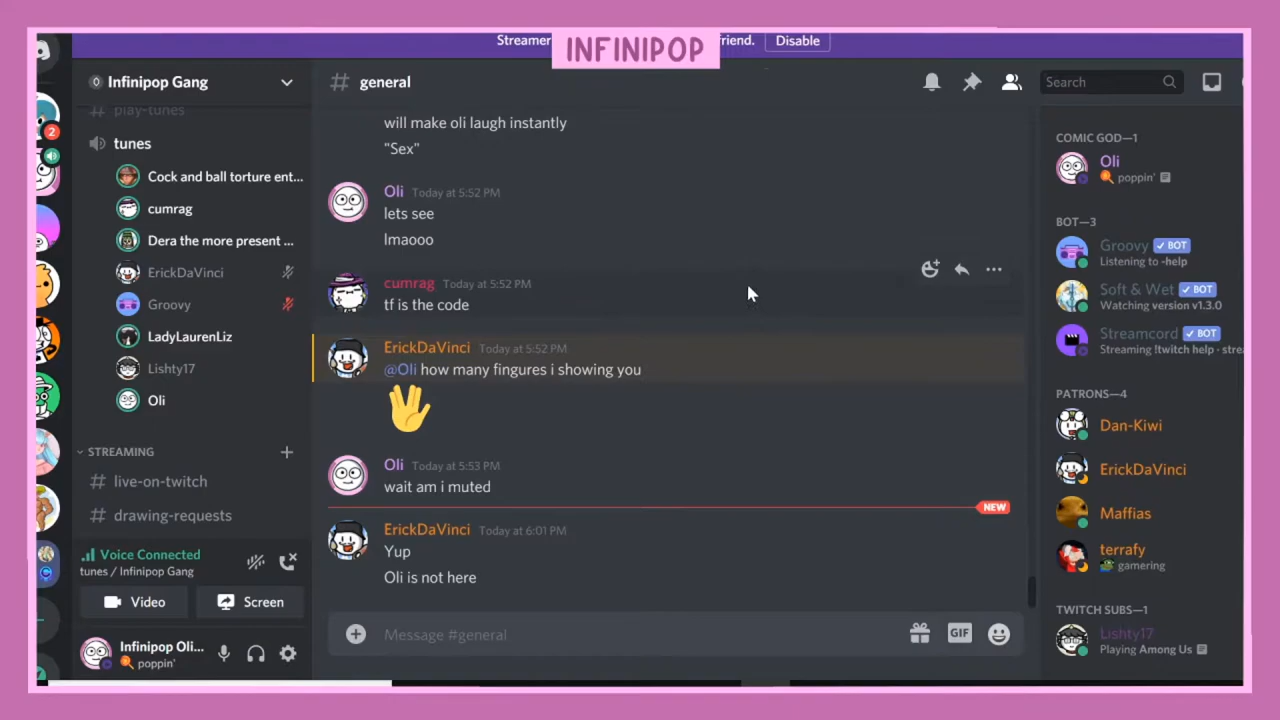 Streamer
INFINIPOP
riend.
Disable
Infinipop Gang
# general
Search
2
# play-tunes
tunes
Cock and ball torture ent...
cumrag
Dera the more present ...
ErickDaVinci
Groovy
LadyLaurenLiz
Lishty17
Oli
STREAMING
# live-on-twitch
# drawing-requests
Voice Connected
tunes / Infinipop Gang
Video
Screen
Infinipop Oli...
poppin'
will make oli laugh instantly
"Sex"
Oli Today at 5:52 PM
lets see
lmaooo
cumrag Today at 5:52 PM
tf is the code
ErickDaVinci Today at 5:52 PM
@Oli how many fingures i showing you
Oli Today at 5:53 PM
wait am i muted
NEW
ErickDaVinci Today at 6:01 PM
Yup
Oli is not here
Message #general
GIF
COMIC GOD—1
Oli
poppin'
BOT—3
Groovy BOT
Listening to -help
Soft & Wet BOT
Watching version v1.3.0
Streamcord BOT
Streaming !twitch help · stre
PATRONS—4
Dan-Kiwi
ErickDaVinci
Maffias
terrafy
gamering
TWITCH SUBS—1
Lishty17
Playing Among Us